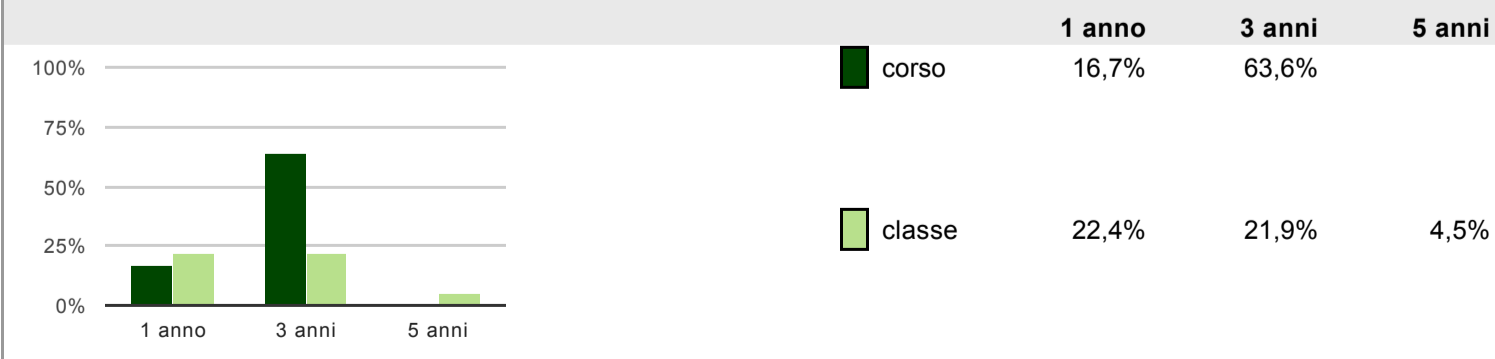 1 anno 3 anni 5 anni
100%
75%
50%
25%
0%
1 anno 3 anni 5 anni
corso 16,7% 63,6%
classe 22,4% 21,9% 4,5%